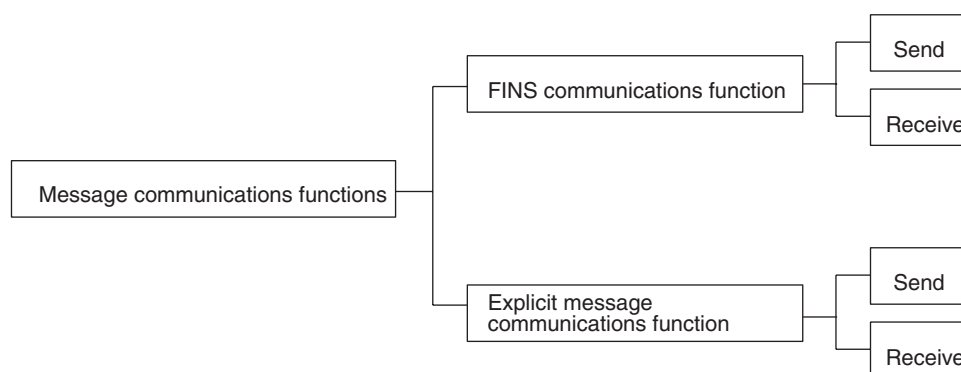 Send
FINS communications function
Receive
Message communications functions
Send
Explicit message
communications function
Receive